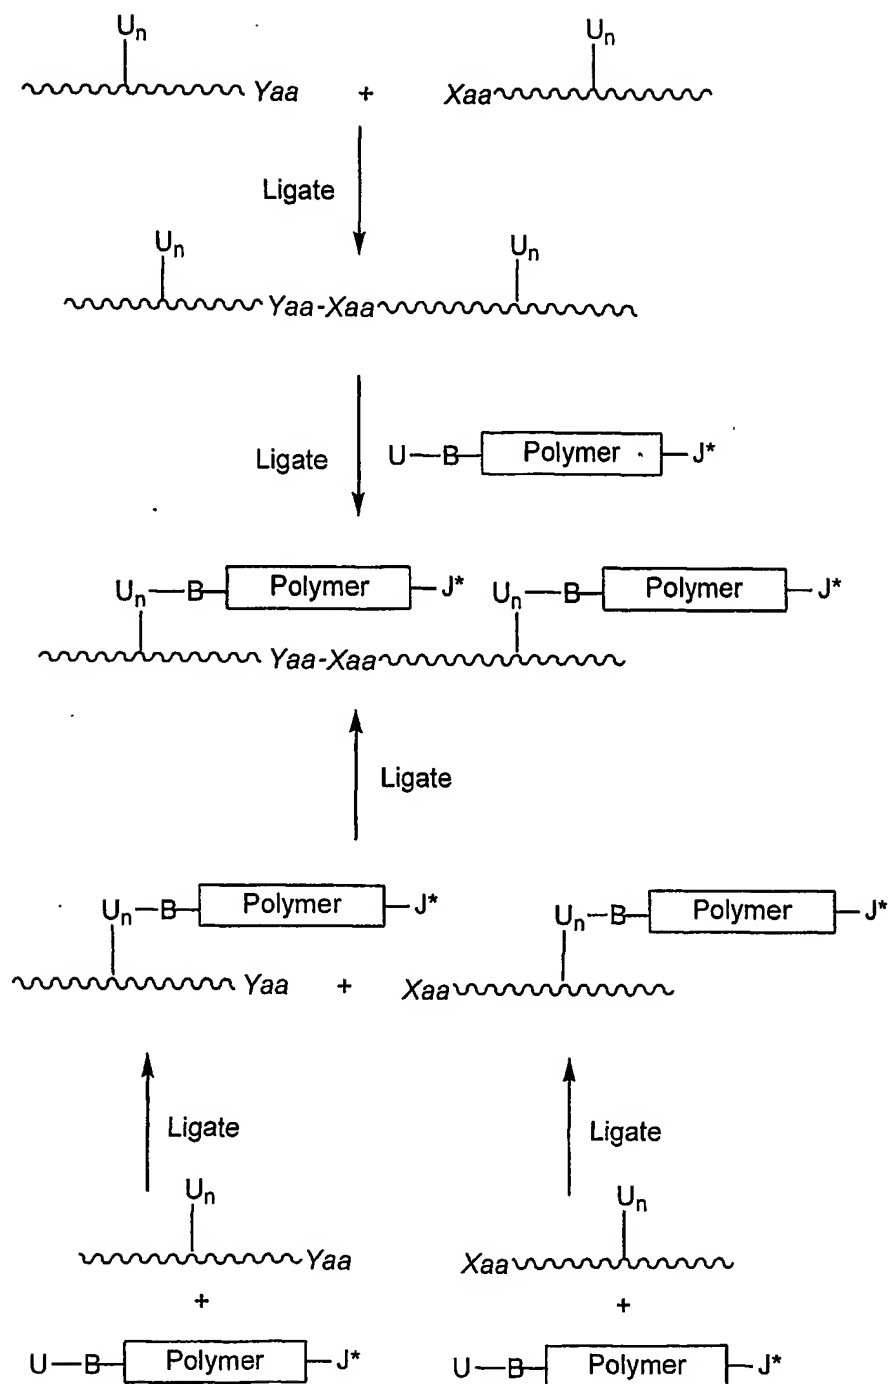 Uₙ Uₙ
Yaa + Xaa
Ligate
Uₙ Uₙ
Yaa-Xaa
Ligate U—B—Polymer—J*
Uₙ—B—Polymer—J* Uₙ—B—Polymer—J*
Yaa-Xaa
Ligate
Uₙ—B—Polymer—J* Uₙ—B—Polymer—J*
Yaa + Xaa
Ligate Ligate
Uₙ Uₙ
Yaa Xaa
+ +
U—B—Polymer—J* U—B—Polymer—J*